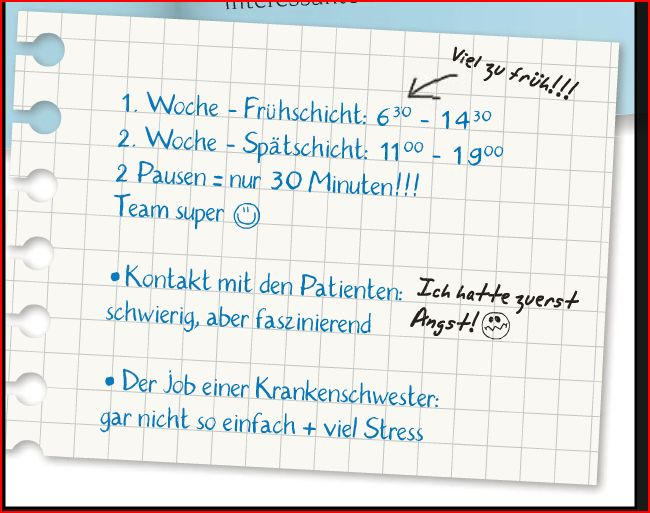 Viel zu früh!!!
1. Woche – Frühschicht: 6³⁰ – 14³⁰
2. Woche – Spätschicht: 11⁰⁰ – 19⁰⁰
2 Pausen = nur 30 Minuten!!!
Team super ☺
• Kontakt mit den Patienten: Ich hatte zuerst
schwierig, aber faszinierend Angst!
• Der Job einer Krankenschwester:
gar nicht so einfach + viel Stress